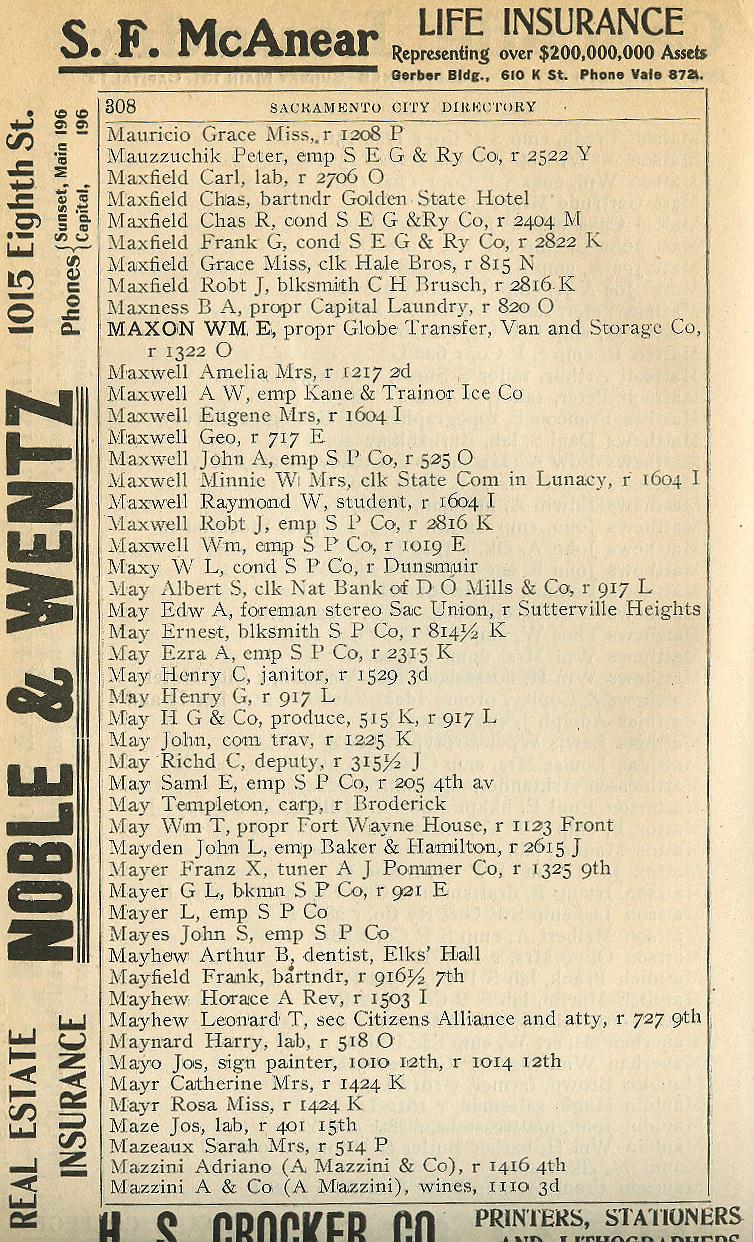 S. F. McAnear
LIFE INSURANCE
Representing over $200,000,000 Assets
Gerber Bldg., 610 K St. Phone Vale 872.
308 SACRAMENTO CITY DIRECTORY
Mauricio Grace Miss, r 1208 P
Mauzzuchik Peter, emp S E G & Ry Co, r 2522 Y
Maxfield Carl, lab, r 2706 O
Maxfield Chas, bartndr Golden State Hotel
Maxfield Chas R, cond S E G &Ry Co, r 2404 M
Maxfield Frank G, cond S E G & Ry Co, r 2822 K
Maxfield Grace Miss, clk Hale Bros, r 815 N
Maxfield Robt J, blksmith C H Brusch, r 2816 K
Maxness B A, propr Capital Laundry, r 820 O
MAXON WM. E, propr Globe Transfer, Van and Storage Co,
r 1322 O
Maxwell Amelia Mrs, r 1217 2d
Maxwell A W, emp Kane & Trainor Ice Co
Maxwell Eugene Mrs, r 1604 I
Maxwell Geo, r 717 E
Maxwell John A, emp S P Co, r 525 O
Maxwell Minnie W Mrs, clk State Com in Lunacy, r 1604 I
Maxwell Raymond W, student, r 1604 I
Maxwell Robt J, emp S P Co, r 2816 K
Maxwell Wm, emp S P Co, r 1019 E
Maxy W L, cond S P Co, r Dunsmuir
May Albert S, clk Nat Bank of D O Mills & Co, r 917 L
May Edw A, foreman stereo Sac Union, r Sutterville Heights
May Ernest, blksmith S P Co, r 814½ K
May Ezra A, emp S P Co, r 2315 K
May Henry C, janitor, r 1529 3d
May Henry G, r 917 L
May H G & Co, produce, 515 K, r 917 L
May John, com trav, r 1225 K
May Richd C, deputy, r 315½ J
May Saml E, emp S P Co, r 205 4th av
May Templeton, carp, r Broderick
May Wm T, propr Fort Wayne House, r 1123 Front
Mayden John L, emp Baker & Hamilton, r 2615 J
Mayer Franz X, tuner A J Pommer Co, r 1325 9th
Mayer G L, bkmn S P Co, r 921 E
Mayer L, emp S P Co
Mayes John S, emp S P Co
Mayhew Arthur B, dentist, Elks' Hall
Mayfield Frank, bartndr, r 916½ 7th
Mayhew Horace A Rev, r 1503 I
Mayhew Leonard T, sec Citizens Alliance and atty, r 727 9th
Maynard Harry, lab, r 518 O
Mayo Jos, sign painter, 1010 12th, r 1014 12th
Mayr Catherine Mrs, r 1424 K
Mayr Rosa Miss, r 1424 K
Maze Jos, lab, r 401 15th
Mazeaux Sarah Mrs, r 514 P
Mazzini Adriano (A Mazzini & Co), r 1416 4th
Mazzini A & Co (A Mazzini), wines, 1110 3d
REAL ESTATE
INSURANCE
NOBLE & WENTZ
1015 Eighth St.
Phones {Sunset, Main 196
Capital, 196
H. S. CROCKER CO.
PRINTERS, STATIONERS
AND LITHOGRAPHERS